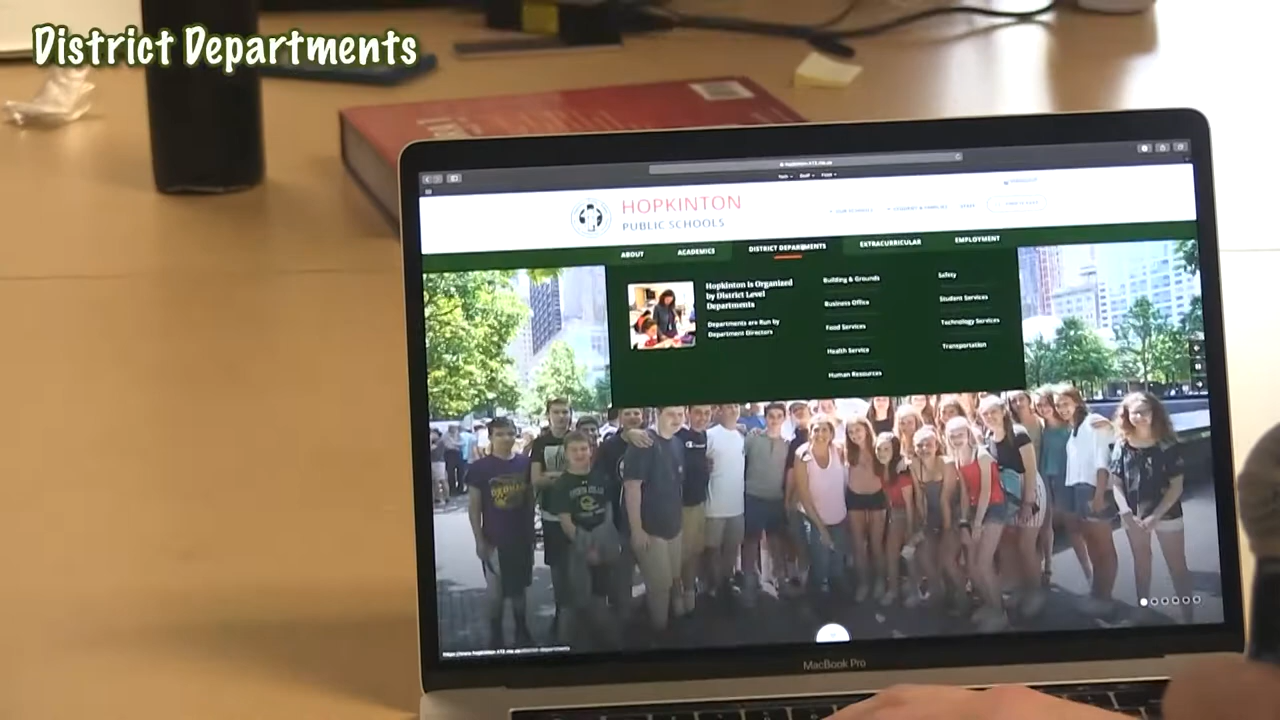 District Departments
HOPKINTON
PUBLIC SCHOOLS
ABOUT
ACADEMICS
DISTRICT DEPARTMENTS
EXTRACURRICULAR
EMPLOYMENT
Hopkinton is Organized
by District Level
Departments
Departments are Run by
Department Directors
Building & Grounds
Business Office
Food Services
Health Service
Human Resources
Safety
Student Services
Technology Services
Transportation
MacBook Pro